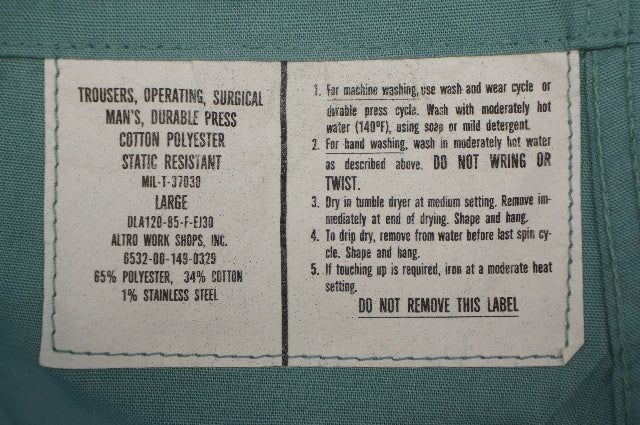 TROUSERS, OPERATING, SURGICAL
MAN'S, DURABLE PRESS
COTTON POLYESTER
STATIC RESISTANT
MIL-T-37030
LARGE
DLA120-85-F-EJ30
ALTRO WORK SHOPS, INC.
6532-00-149-0329
65% POLYESTER, 34% COTTON
1% STAINLESS STEEL
1. For machine washing, use wash and wear cycle or
durable press cycle. Wash with moderately hot
water (140°F), using soap or mild detergent.
2. For hand washing, wash in moderately hot water
as described above. DO NOT WRING OR
TWIST.
3. Dry in tumble dryer at medium setting. Remove im-
mediately at end of drying. Shape and hang.
4. To drip dry, remove from water before last spin cy-
cle. Shape and hang.
5. If touching up is required, iron at a moderate heat
setting.
DO NOT REMOVE THIS LABEL